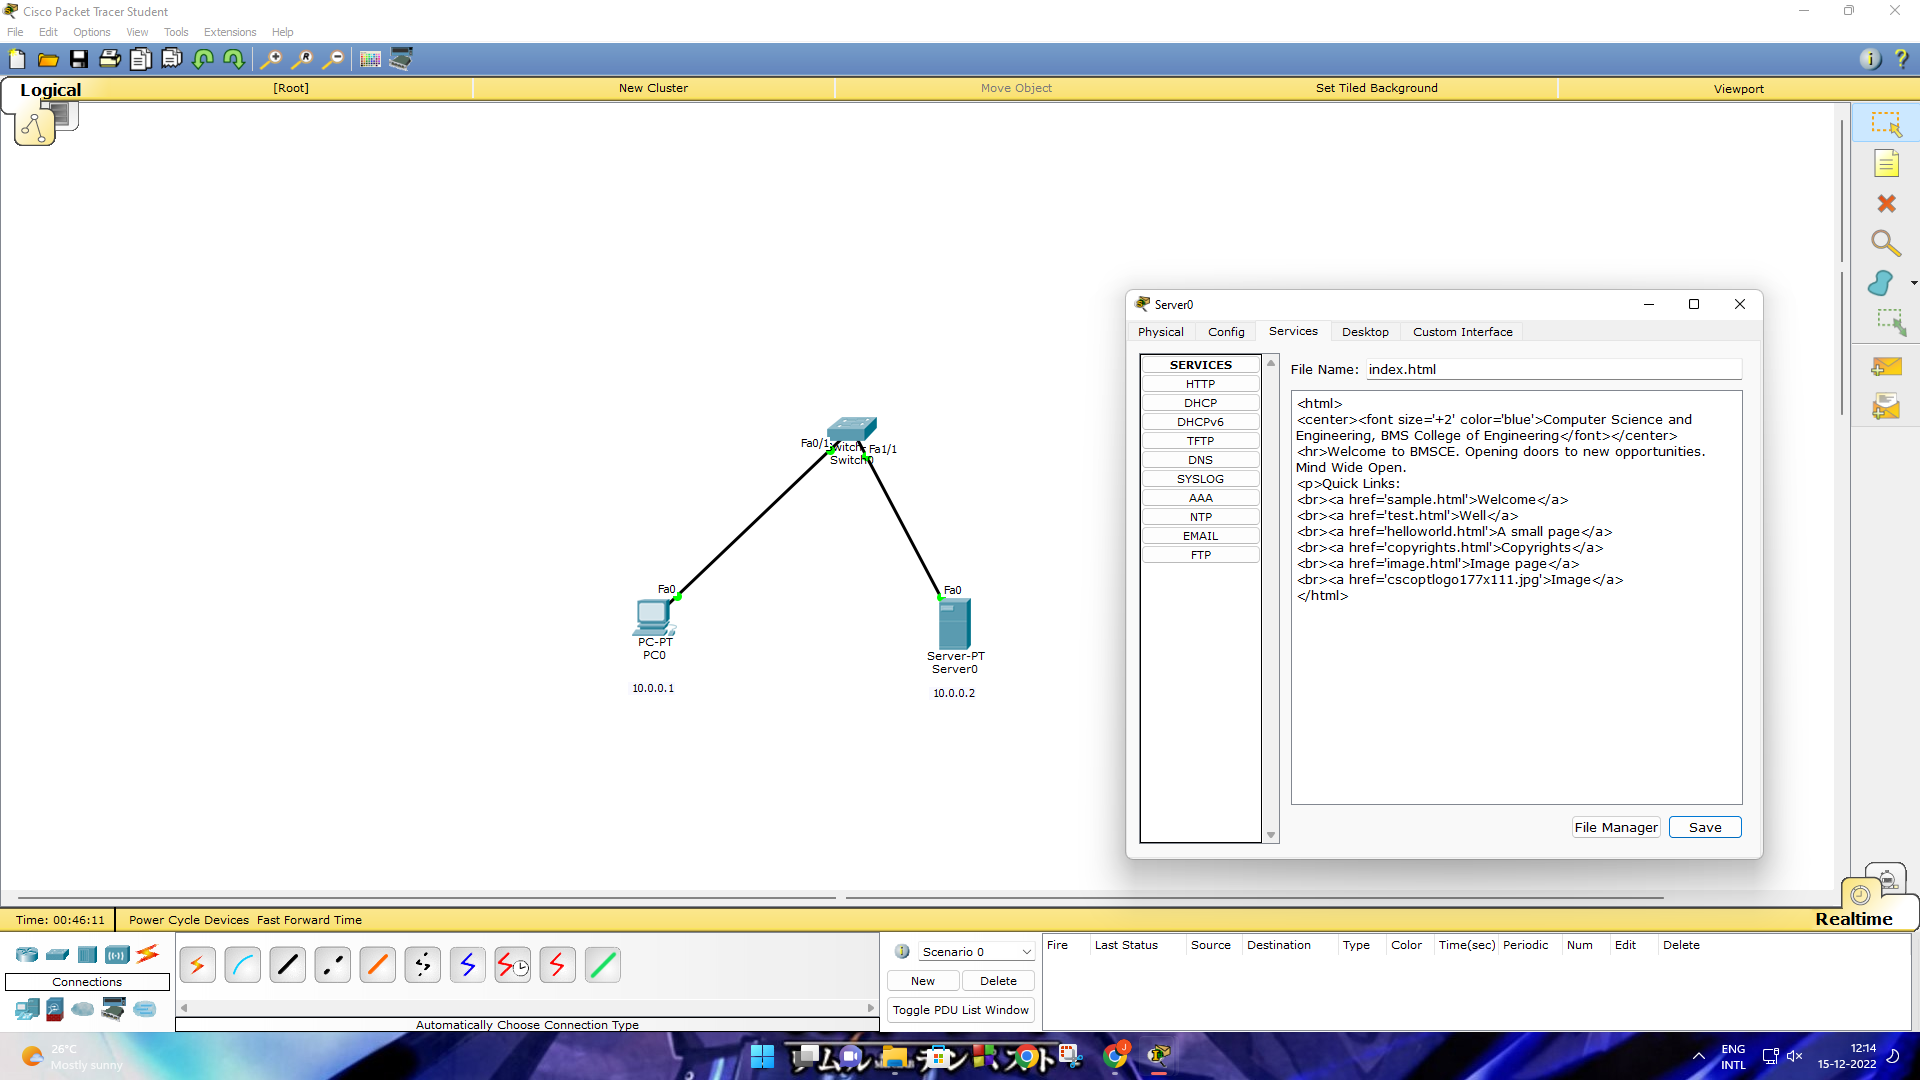 Cisco Packet Tracer Student
File Edit Options View Tools Extensions Help
Logical [Root] New Cluster Move Object Set Tiled Background Viewport
Fa0/1
Fa1/1
Switch0
Fa0
PC-PT
PC0
10.0.0.1
Fa0
Server-PT
Server0
10.0.0.2
Server0
Physical Config Services Desktop Custom Interface
SERVICES
HTTP
DHCP
DHCPv6
TFTP
DNS
SYSLOG
AAA
NTP
EMAIL
FTP
File Name: index.html
<html>
<center><font size='+2' color='blue'>Computer Science and
Engineering, BMS College of Engineering</font></center>
<hr>Welcome to BMSCE. Opening doors to new opportunities.
Mind Wide Open.
<p>Quick Links:
<br><a href='sample.html'>Welcome</a>
<br><a href='test.html'>Well</a>
<br><a href='helloworld.html'>A small page</a>
<br><a href='copyrights.html'>Copyrights</a>
<br><a href='image.html'>Image page</a>
<br><a href='cscoptlogo177x111.jpg'>Image</a>
</html>
File Manager Save
Time: 00:46:11 Power Cycle Devices Fast Forward Time Realtime
Connections
Automatically Choose Connection Type
Scenario 0
New Delete
Toggle PDU List Window
Fire Last Status Source Destination Type Color Time(sec) Periodic Num Edit Delete
26°C
Mostly sunny
ENG
INTL
12:14
15-12-2022